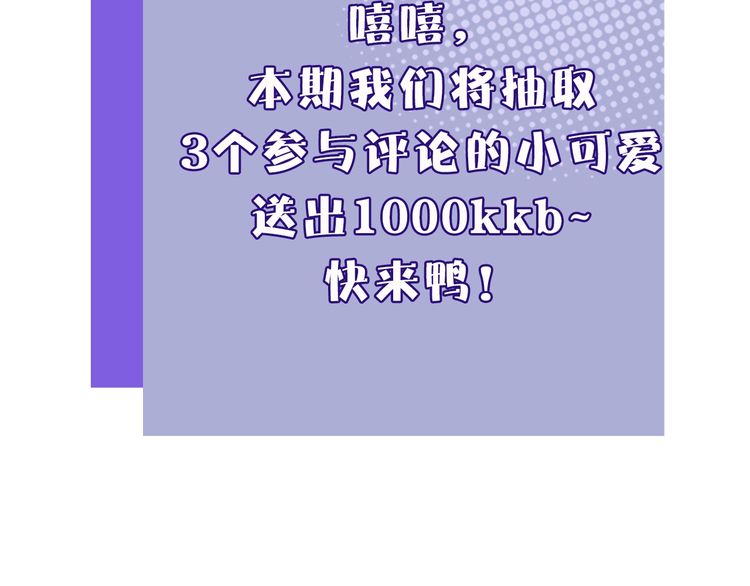 嘻嘻，
本期我们将抽取
3个参与评论的小可爱
送出1000kkb~
快来鸭！